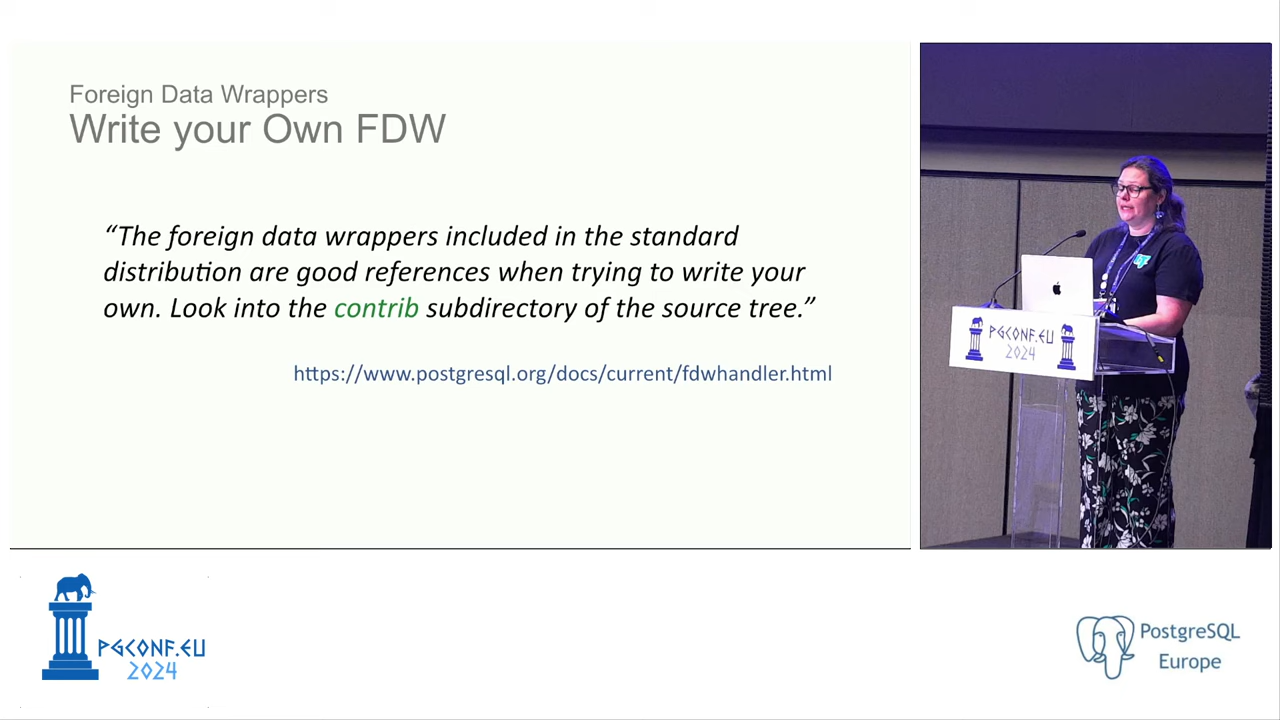 Foreign Data Wrappers
Write your Own FDW
“The foreign data wrappers included in the standard
distribution are good references when trying to write your
own. Look into the contrib subdirectory of the source tree.”
https://www.postgresql.org/docs/current/fdwhandler.html
PGCONF.EU
2024
PGCONF.EU
2024
PostgreSQL
Europe